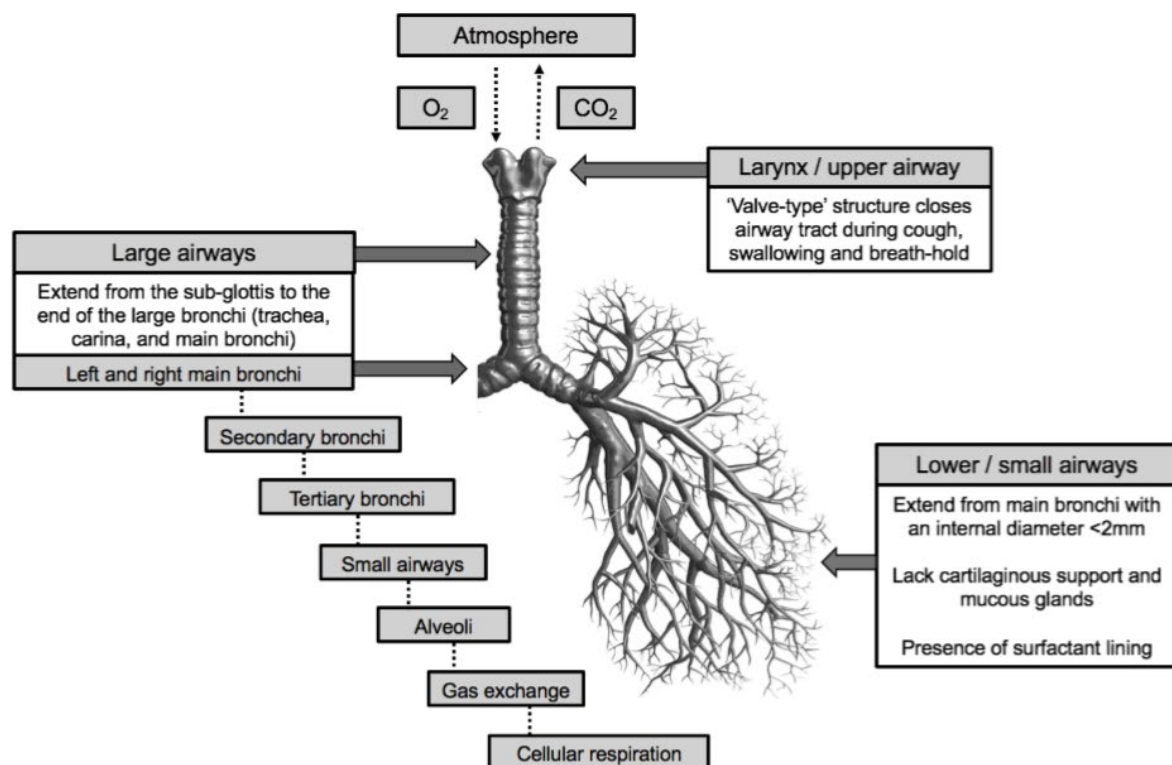 Atmosphere
O₂
CO₂
Larynx / upper airway
‘Valve-type’ structure closes
airway tract during cough,
swallowing and breath-hold
Large airways
Extend from the sub-glottis to the
end of the large bronchi (trachea,
carina, and main bronchi)
Left and right main bronchi
Secondary bronchi
Tertiary bronchi
Small airways
Alveoli
Gas exchange
Cellular respiration
Lower / small airways
Extend from main bronchi with
an internal diameter <2mm
Lack cartilaginous support and
mucous glands
Presence of surfactant lining